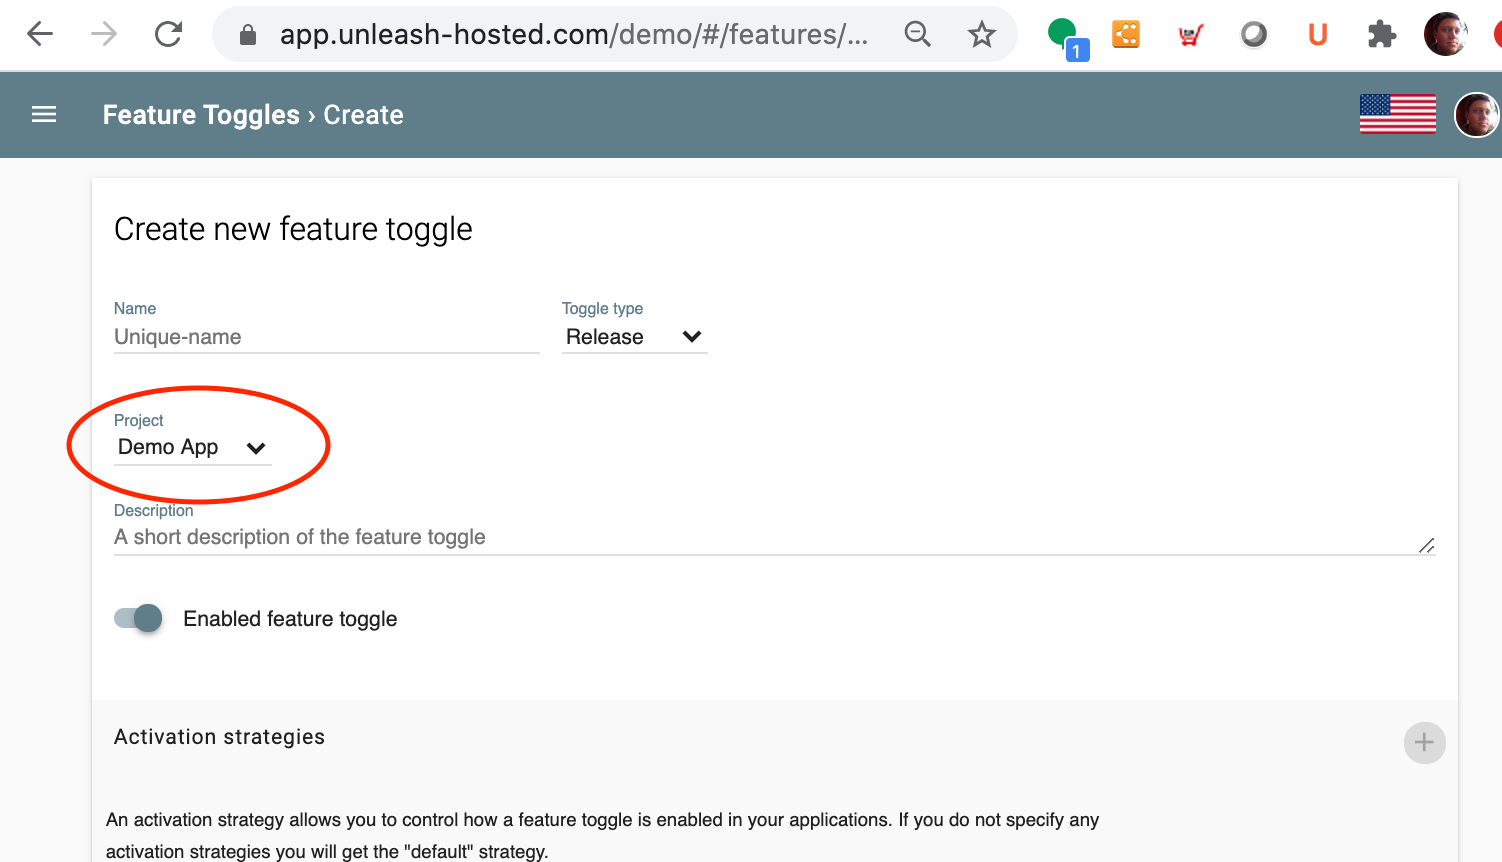 app.unleash-hosted.com/demo/#/features/...
1
U
Feature Toggles › Create
Create new feature toggle
Name
Toggle type
Unique-name
Release
Project
Demo App
Description
A short description of the feature toggle
Enabled feature toggle
Activation strategies
An activation strategy allows you to control how a feature toggle is enabled in your applications. If you do not specify any
activation strategies you will get the "default" strategy.